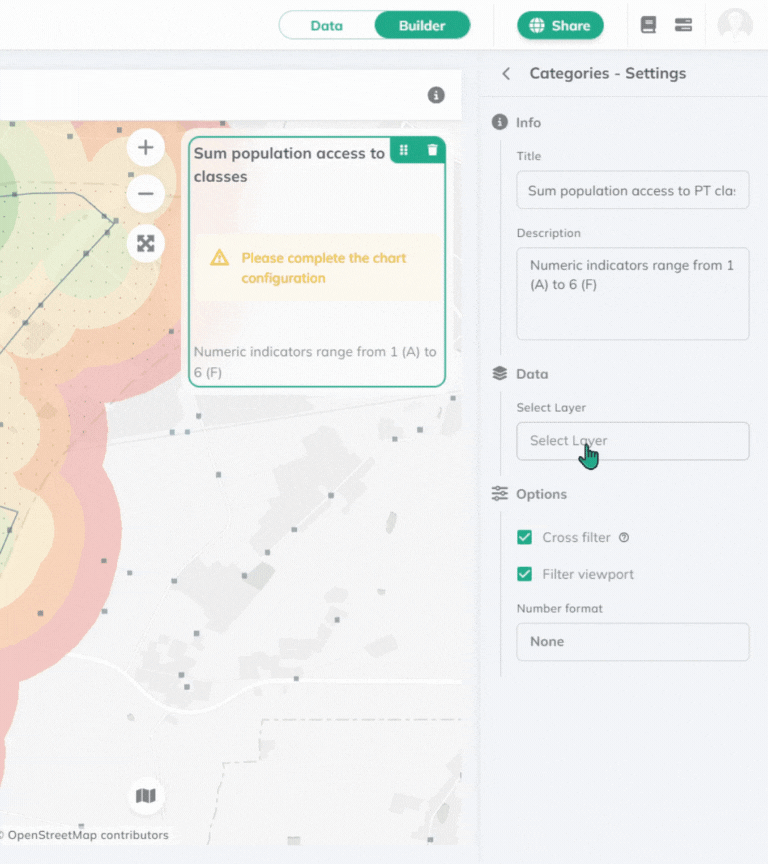 Data
Builder
Share
Categories - Settings
Info
Title
Sum population access to PT clas
Description
Numeric indicators range from 1
(A) to 6 (F)
Data
Select Layer
Select Layer
Options
Cross filter
Filter viewport
Number format
None
Sum population access to
classes
Please complete the chart
configuration
Numeric indicators range from 1 (A) to
6 (F)
© OpenStreetMap contributors